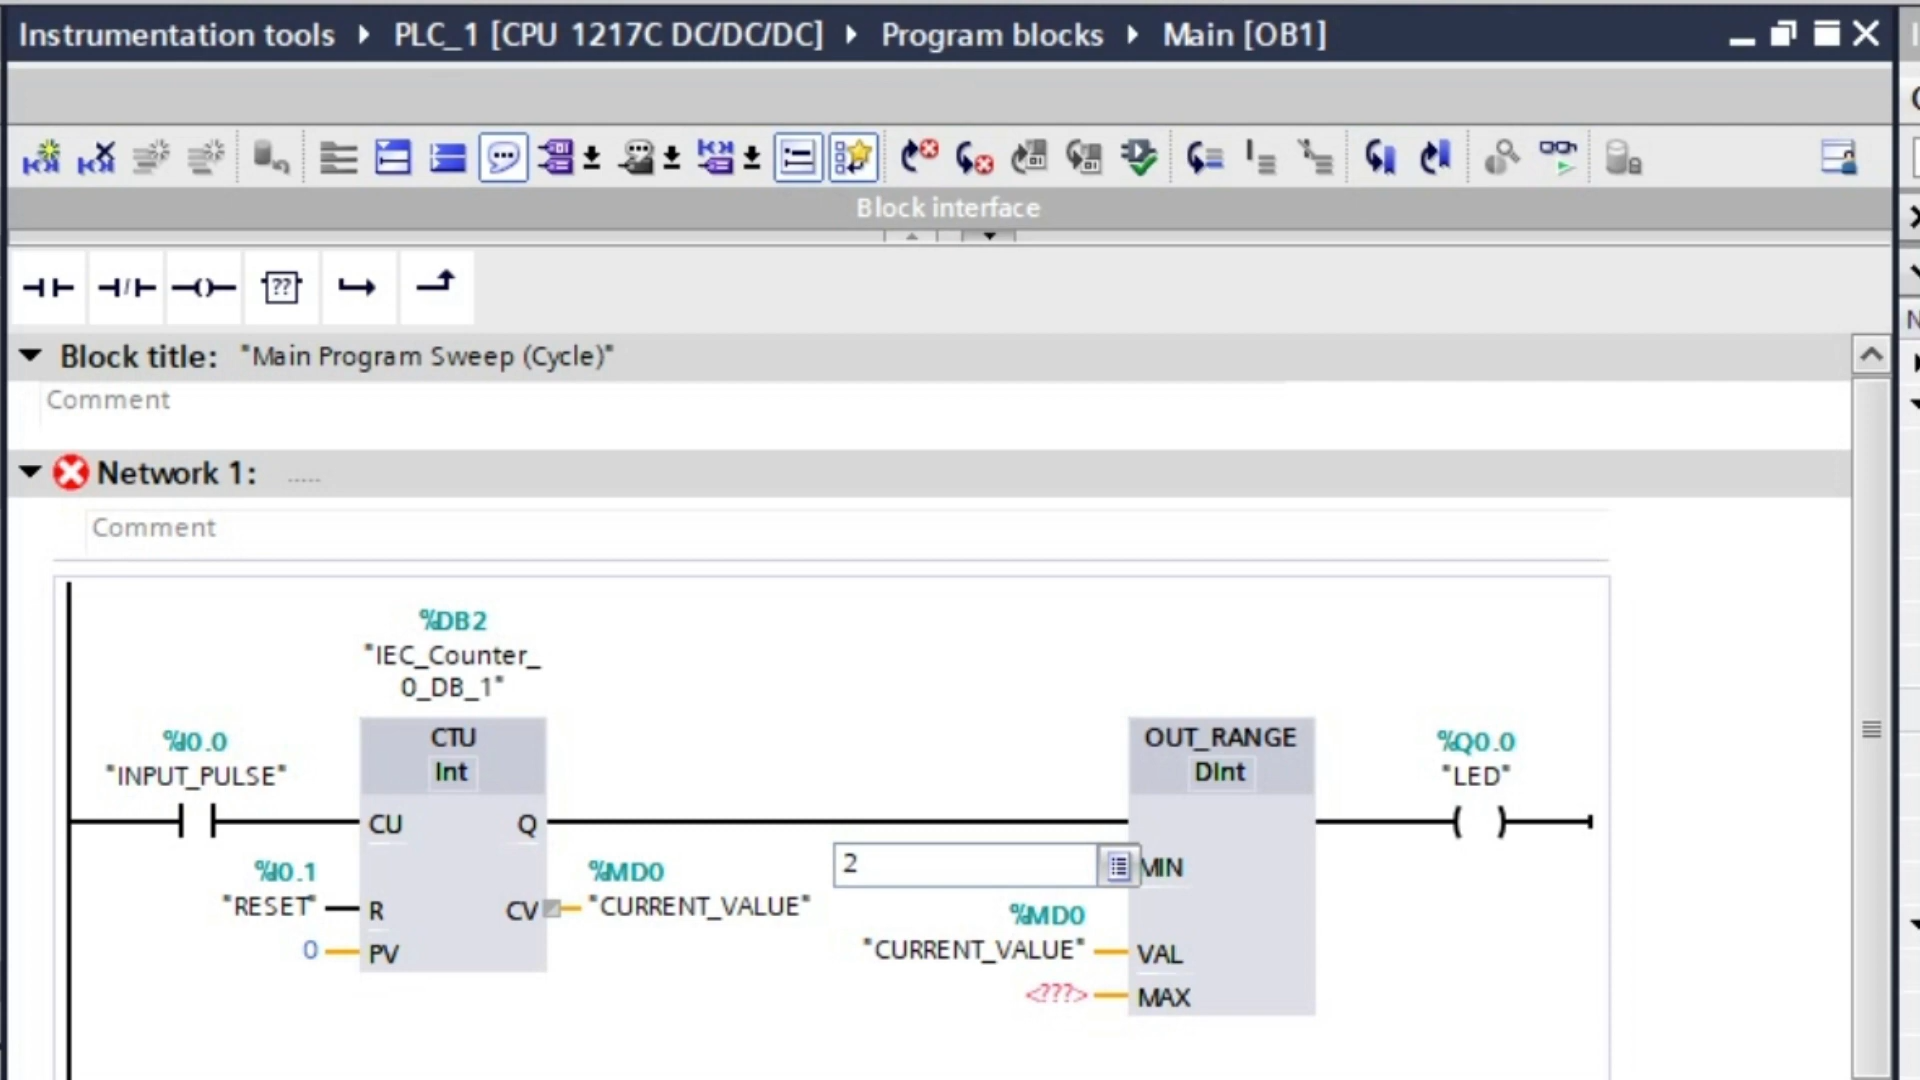 Instrumentation tools PLC_1 [CPU 1217C DC/DC/DC] Program blocks Main [OB1]
Block interface
??
Block title: "Main Program Sweep (Cycle)"
Comment
Network 1: .....
Comment
%DB2
"IEC_Counter_
0_DB_1"
%I0.0
"INPUT_PULSE"
CTU
Int
OUT_RANGE
DInt
%Q0.0
"LED"
CU
Q
%I0.1
"RESET"
R
CV
%MD0
"CURRENT_VALUE"
2
MIN
0
PV
%MD0
"CURRENT_VALUE"
VAL
<???>
MAX